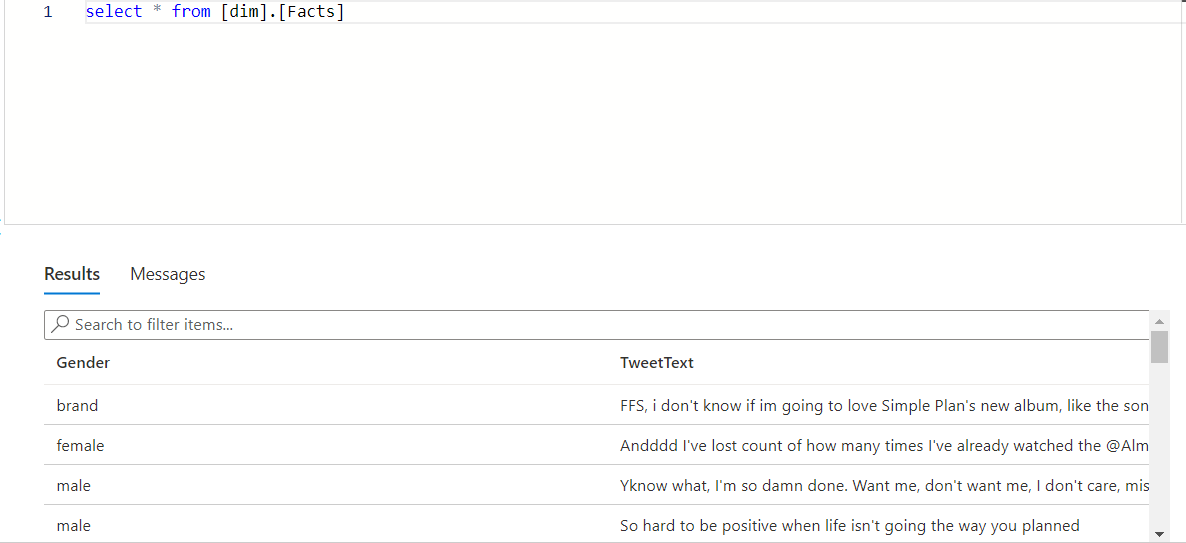 1 select * from [dim].[Facts]
Results Messages
Search to filter items...
Gender TweetText
brand FFS, i don't know if im going to love Simple Plan's new album, like the son
female Andddd I've lost count of how many times I've already watched the @Alm
male Yknow what, I'm so damn done. Want me, don't want me, I don't care, mis
male So hard to be positive when life isn't going the way you planned